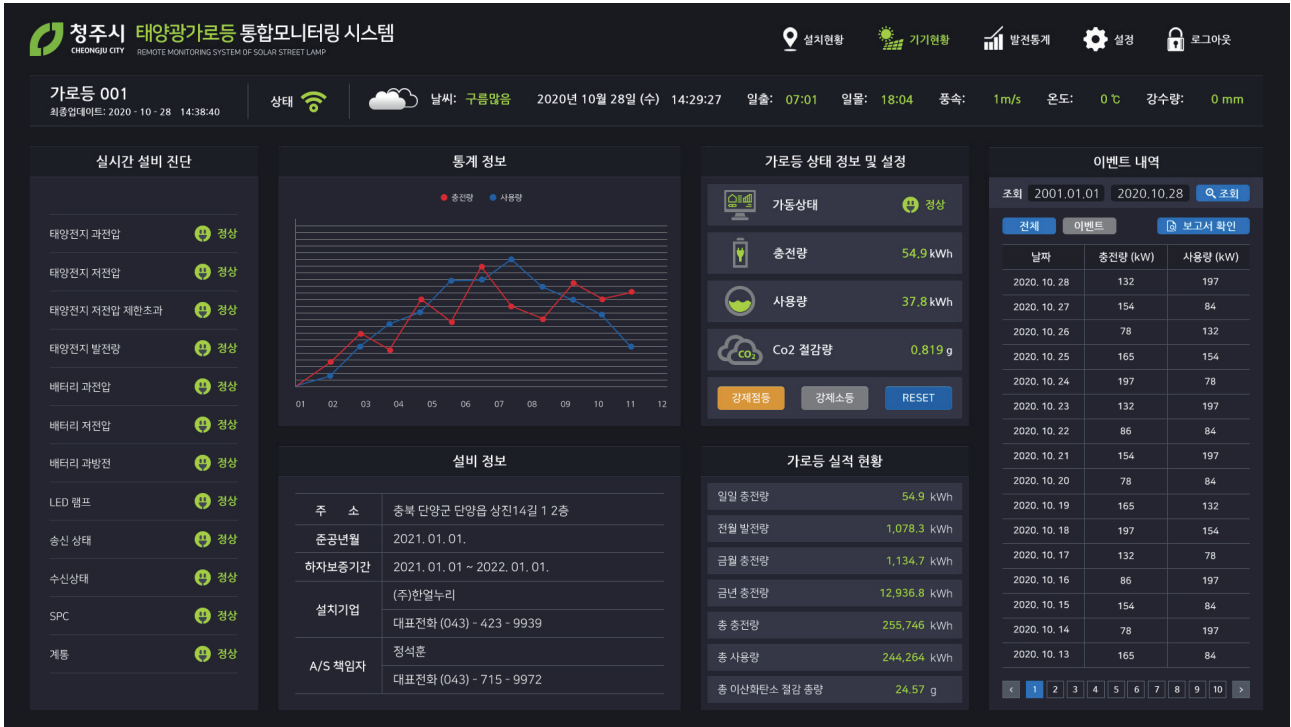 청주시 태양광가로등 통합모니터링 시스템
CHEONGJU CITY REMOTE MONITORING SYSTEM OF SOLAR STREET LAMP
설치현황 기기현황 발전통계 설정 로그아웃
가로등 001
최종업데이트: 2020 - 10 - 28 14:38:40
상태
날씨: 구름많음 2020년 10월 28일 (수) 14:29:27 일출: 07:01 일몰: 18:04 풍속: 1m/s 온도: 0 ℃ 강수량: 0 mm
실시간 설비 진단
태양전지 과전압 정상
태양전지 저전압 정상
태양전지 저전압 제한초과 정상
태양전지 발전량 정상
배터리 과전압 정상
배터리 저전압 정상
배터리 과방전 정상
LED 램프 정상
송신 상태 정상
수신상태 정상
SPC 정상
계통 정상
통계 정보
충전량 사용량
01 02 03 04 05 06 07 08 09 10 11 12
설비 정보
주 소 충북 단양군 단양읍 상진14길 1 2층
준공년월 2021. 01. 01.
하자보증기간 2021. 01. 01 ~ 2022. 01. 01.
설치기업 (주)한얼누리
대표전화 (043) - 423 - 9939
A/S 책임자 정석훈
대표전화 (043) - 715 - 9972
가로등 상태 정보 및 설정
가동상태 정상
충전량 54.9 kWh
사용량 37.8 kWh
CO2 Co2 절감량 0.819 g
강제점등 강제소등 RESET
가로등 실적 현황
일일 충전량 54.9 kWh
전월 발전량 1,078.3 kWh
금월 충전량 1,134.7 kWh
금년 충전량 12,936.8 kWh
총 충전량 255,746 kWh
총 사용량 244,264 kWh
총 이산화탄소 절감 총량 24.57 g
이벤트 내역
조회 2001.01.01 2020.10.28 조회
전체 이벤트 보고서 확인
날짜 충전량 (kW) 사용량 (kW)
2020. 10. 28 132 197
2020. 10. 27 154 84
2020. 10. 26 78 132
2020. 10. 25 165 154
2020. 10. 24 197 78
2020. 10. 23 132 197
2020. 10. 22 86 84
2020. 10. 21 154 197
2020. 10. 20 78 84
2020. 10. 19 165 132
2020. 10. 18 197 154
2020. 10. 17 132 78
2020. 10. 16 86 197
2020. 10. 15 154 84
2020. 10. 14 78 197
2020. 10. 13 165 84
< 1 2 3 4 5 6 7 8 9 10 >